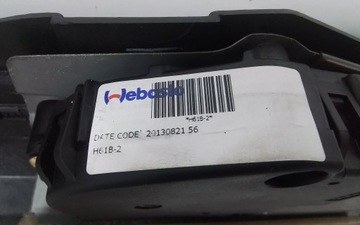 Webasto
*H61B-2*
DATE CODE: 20130821 56
H61B-2